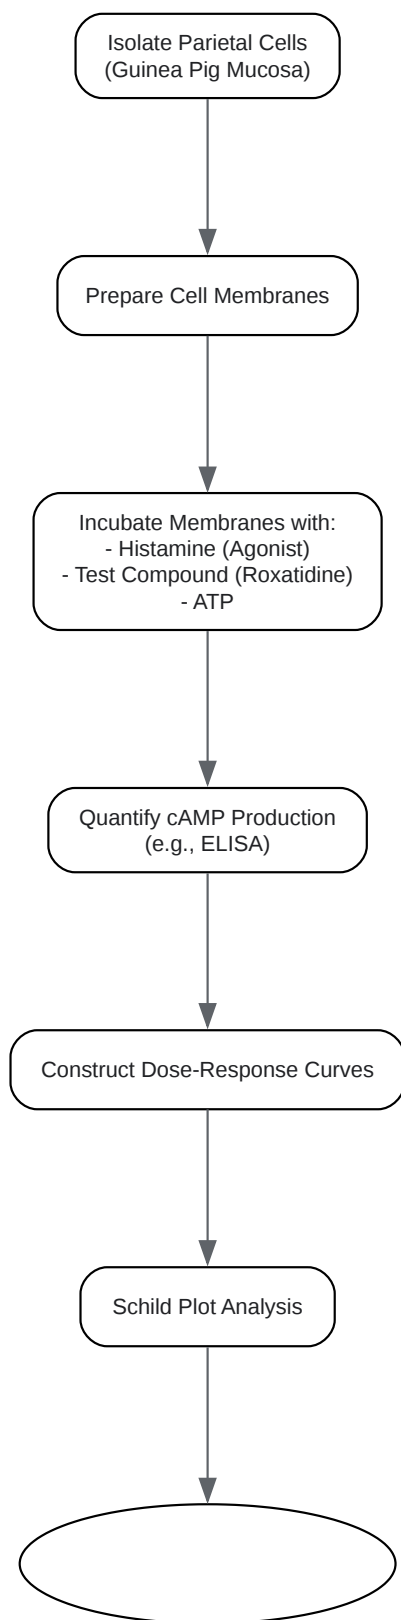 Isolate Parietal Cells
(Guinea Pig Mucosa)
Prepare Cell Membranes
Incubate Membranes with:
- Histamine (Agonist)
- Test Compound (Roxatidine)
- ATP
Quantify cAMP Production
(e.g., ELISA)
Construct Dose-Response Curves
Schild Plot Analysis